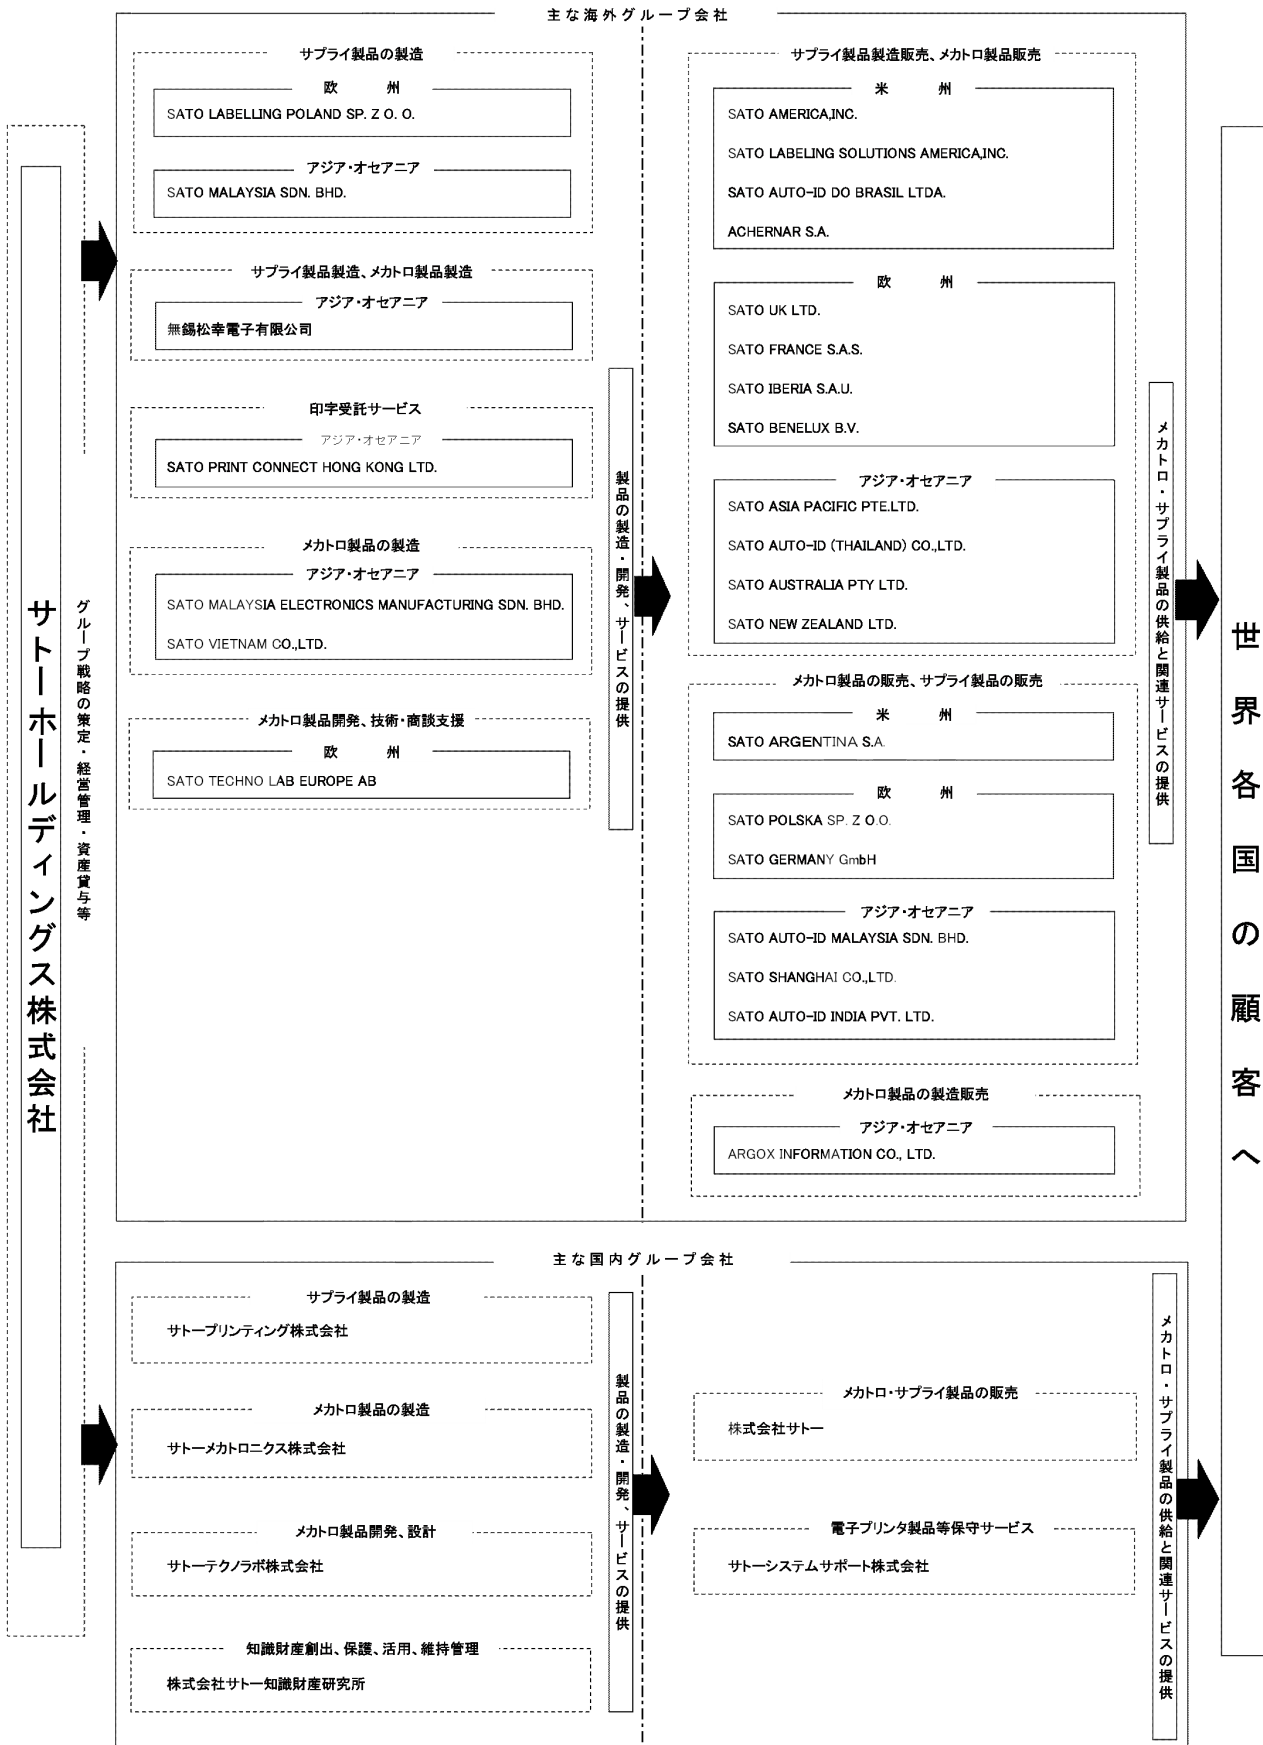 サトーホールディングス株式会社
グループ戦略の策定・経営管理・資産貸与等
主な海外グループ会社
サプライ製品の製造
欧 州
SATO LABELLING POLAND SP. Z O. O.
アジア・オセアニア
SATO MALAYSIA SDN. BHD.
サプライ製品製造、メカトロ製品製造
アジア・オセアニア
無錫松幸電子有限公司
印字受託サービス
アジア・オセアニア
SATO PRINT CONNECT HONG KONG LTD.
メカトロ製品の製造
アジア・オセアニア
SATO MALAYSIA ELECTRONICS MANUFACTURING SDN. BHD.
SATO VIETNAM CO.,LTD.
メカトロ製品開発、技術・商談支援
欧 州
SATO TECHNO LAB EUROPE AB
製品の製造・開発、サービスの提供
サプライ製品製造販売、メカトロ製品販売
米 州
SATO AMERICA,INC.
SATO LABELING SOLUTIONS AMERICA,INC.
SATO AUTO-ID DO BRASIL LTDA.
ACHERNAR S.A.
欧 州
SATO UK LTD.
SATO FRANCE S.A.S.
SATO IBERIA S.A.U.
SATO BENELUX B.V.
アジア・オセアニア
SATO ASIA PACIFIC PTE.LTD.
SATO AUTO-ID (THAILAND) CO.,LTD.
SATO AUSTRALIA PTY LTD.
SATO NEW ZEALAND LTD.
メカトロ製品の販売、サプライ製品の販売
米 州
SATO ARGENTINA S.A.
欧 州
SATO POLSKA SP. Z O.O.
SATO GERMANY GmbH
アジア・オセアニア
SATO AUTO-ID MALAYSIA SDN. BHD.
SATO SHANGHAI CO.,LTD.
SATO AUTO-ID INDIA PVT. LTD.
メカトロ製品の製造販売
アジア・オセアニア
ARGOX INFORMATION CO., LTD.
メカトロ・サプライ製品の供給と関連サービスの提供
主な国内グループ会社
サプライ製品の製造
サトープリンティング株式会社
メカトロ製品の製造
サトーメカトロニクス株式会社
メカトロ製品開発、設計
サトーテクノラボ株式会社
知識財産創出、保護、活用、維持管理
株式会社サトー知識財産研究所
製品の製造・開発、サービスの提供
メカトロ・サプライ製品の販売
株式会社サトー
電子プリンタ製品等保守サービス
サトーシステムサポート株式会社
メカトロ・サプライ製品の供給と関連サービスの提供
世界各国の顧客へ